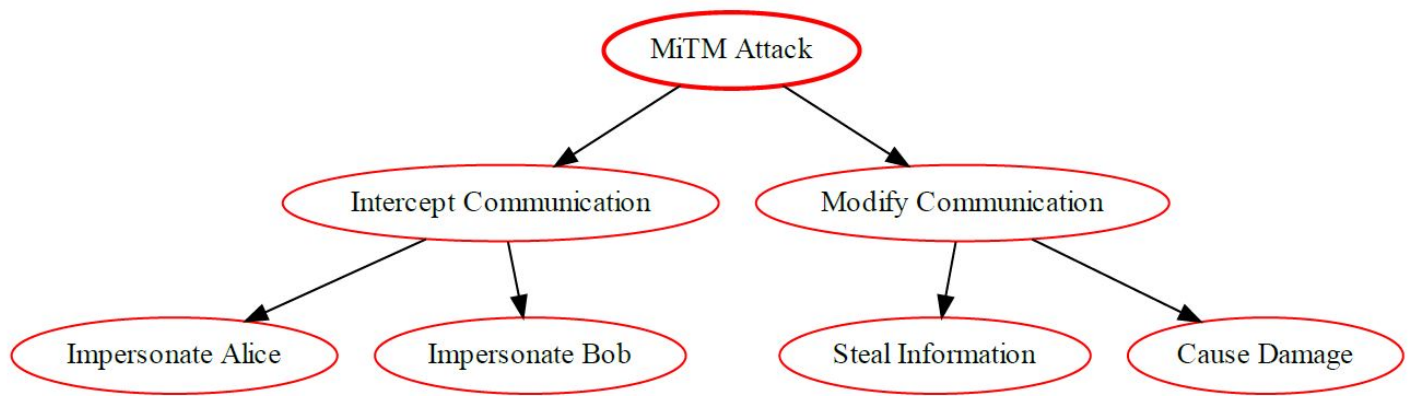 MiTM Attack
Intercept Communication
Modify Communication
Impersonate Alice
Impersonate Bob
Steal Information
Cause Damage